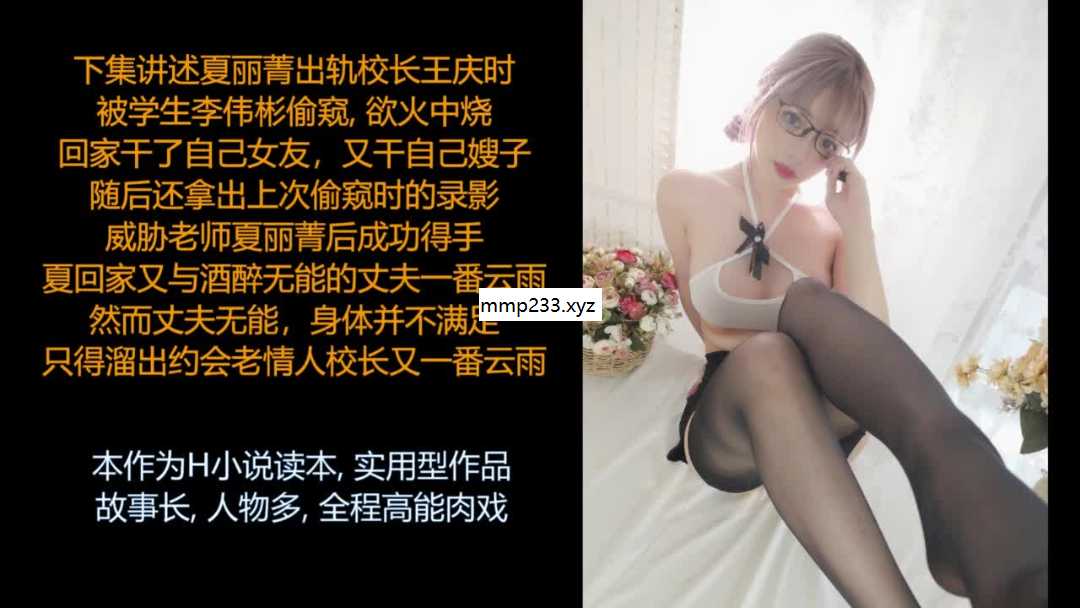 下集讲述夏丽菁出轨校长王庆时
被学生李伟彬偷窥, 欲火中烧
回家干了自己女友，又干自己嫂子
随后还拿出上次偷窥时的录影
威胁老师夏丽菁后成功得手
夏回家又与酒醉无能的丈夫一番云雨
然而丈夫无能，身体并不满足
只得溜出约会老情人校长又一番云雨
mmp233.xyz
本作为H小说读本, 实用型作品
故事长, 人物多, 全程高能肉戏